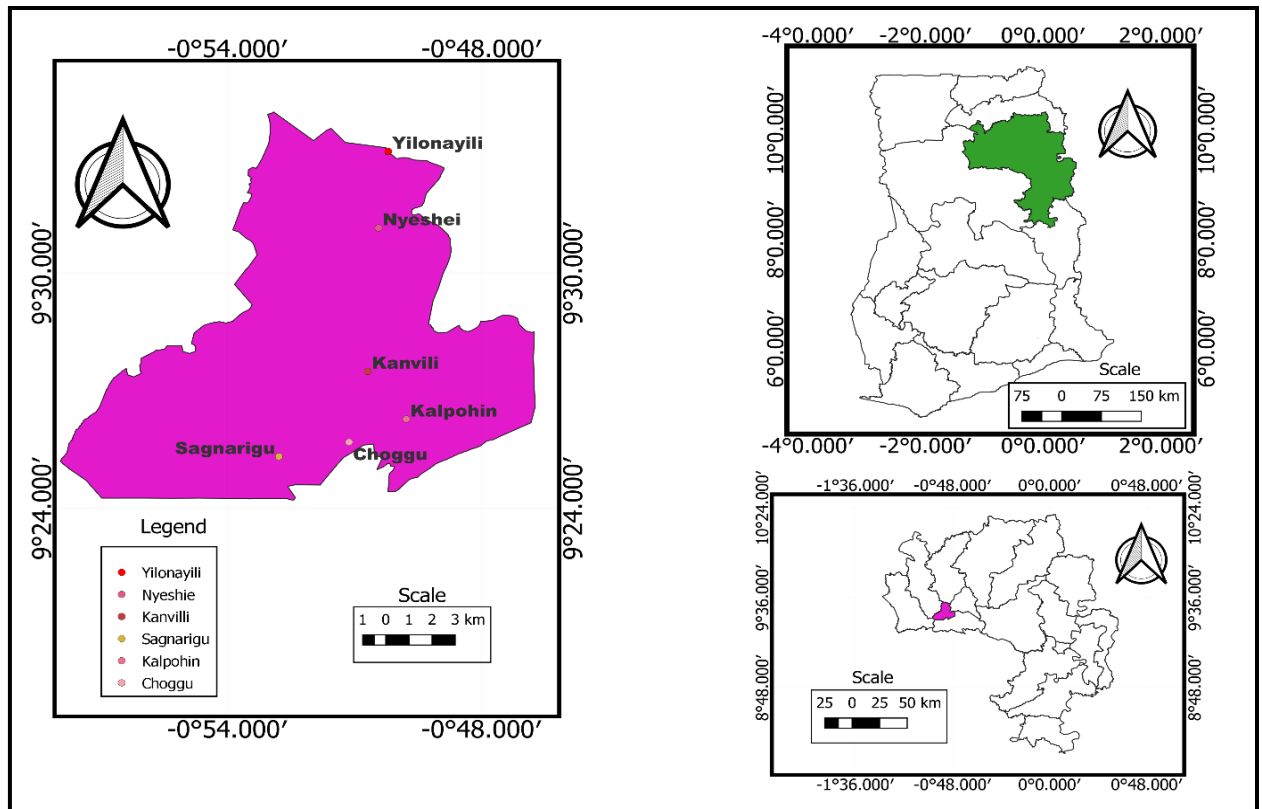 -0°54.000′ -0°48.000′
Yilonayili
Nyeshei
9°30.000′ 9°30.000′
Kanvili
Kalpohin
Sagnarigu
Choggu
9°24.000′ 9°24.000′
Legend
Yilonayili
Nyeshie
Kanvilli
Sagnarigu
Kalpohin
Choggu
Scale
1 0 1 2 3 km
-0°54.000′ -0°48.000′
-4°0.000′ -2°0.000′ 0°0.000′ 2°0.000′
10°0.000′ 10°0.000′
8°0.000′ 8°0.000′
6°0.000′ 6°0.000′
Scale
75 0 75 150 km
-4°0.000′ -2°0.000′ 0°0.000′ 2°0.000′
-1°36.000′ -0°48.000′ 0°0.000′ 0°48.000′
10°24.000′ 10°24.000′
9°36.000′ 9°36.000′
8°48.000′ 8°48.000′
Scale
25 0 25 50 km
-1°36.000′ -0°48.000′ 0°0.000′ 0°48.000′